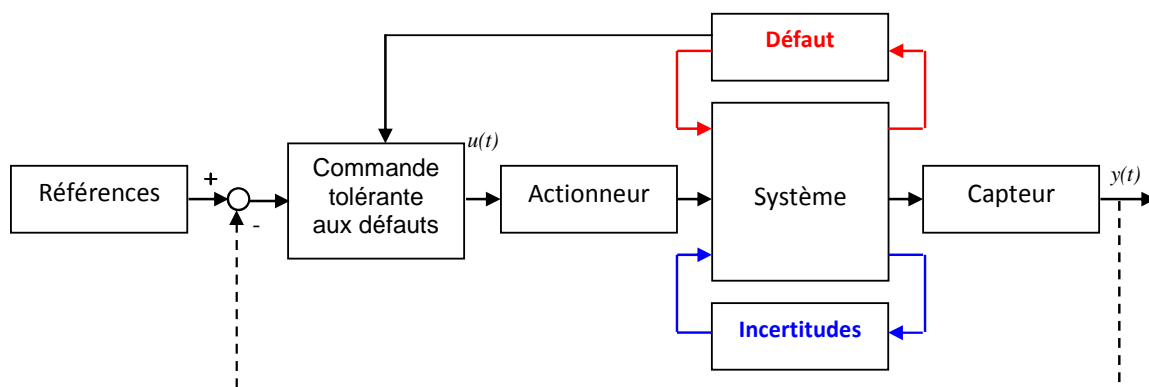 Défaut
u(t)
Commande
tolérante
aux défauts
Références
+
-
Actionneur
Système
Capteur
y(t)
Incertitudes